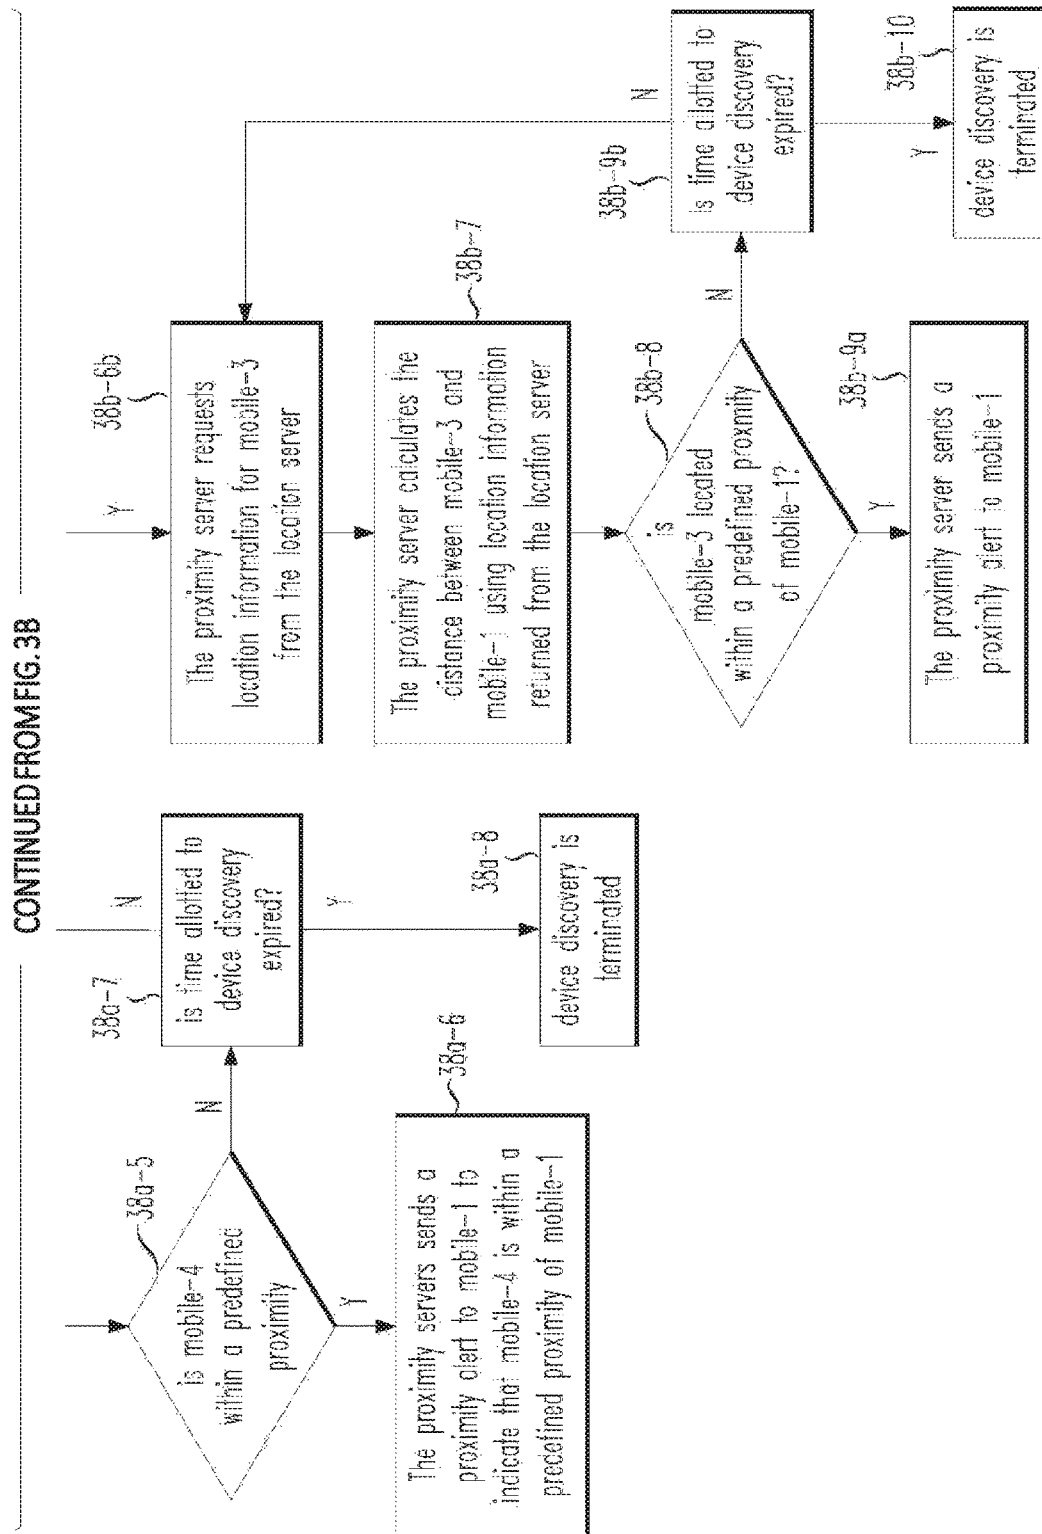 CONTINUED FROM FIG. 3B
38a-5
is mobile-4
within a predefined
proximity
N
Y
38a-6
The proximity servers sends a
proximity alert to mobile-1 to
indicate that mobile-4 is within a
predefined proximity of mobile-1
N
38a-7
is time allotted to
device discovery
expired?
Y
38a-8
device discovery is
terminated
Y
38b-6b
The proximity server requests
location information for mobile-3
from the location server
38b-7
The proximity server calculates the
distance between mobile-3 and
mobile-1 using location information
returned from the location server
38b-8
is
mobile-3 located
within a predefined proximity
of mobile-1?
N
Y
38b-9a
The proximity server sends a
proximity alert to mobile-1
N
38b-9b
is time allotted to
device discovery
expired?
Y
38b-10
device discovery is
terminated